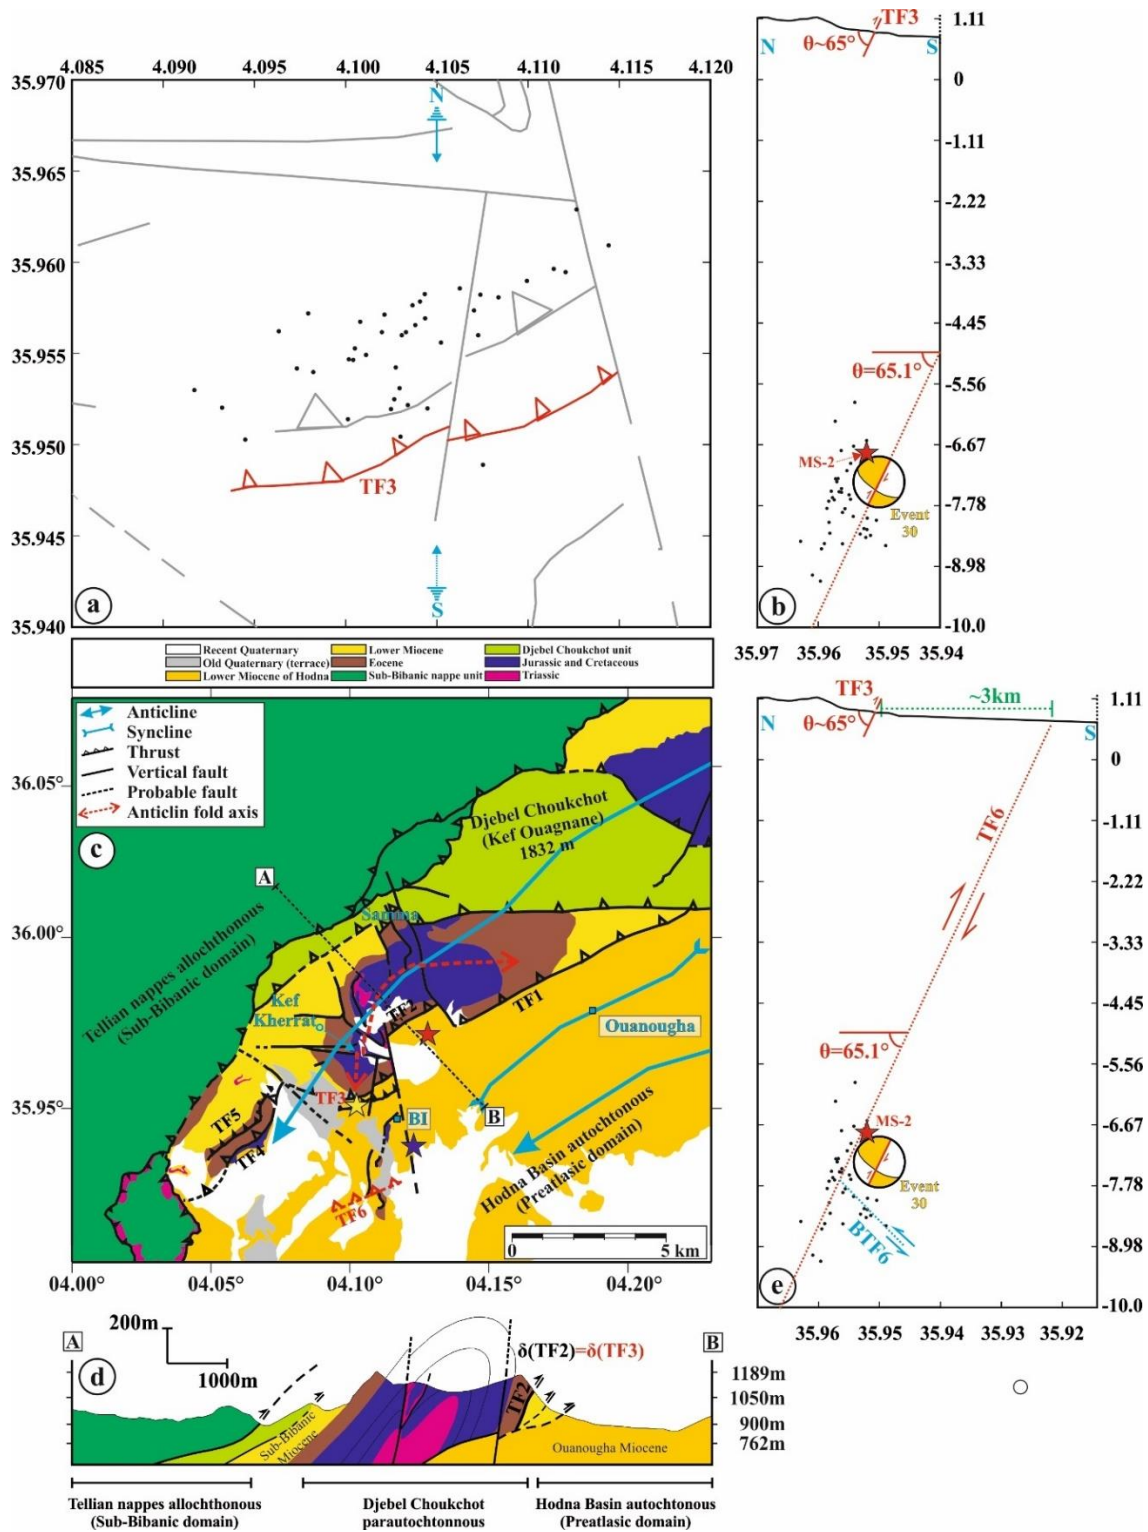 4.085 4.090 4.095 4.100 4.105 4.110 4.115 4.120
35.970
35.965
35.960
35.955
35.950
35.945
35.940
N
TF3
S
a
TF3
θ~65°
N
S
1.11
0
-1.11
-2.22
-3.33
-4.45
-5.56
-6.67
-7.78
-8.98
-10.0
θ=65.1°
MS-2
Event
30
b
35.97 35.96 35.95 35.94
Recent Quaternary
Old Quaternary (terrace)
Lower Miocene of Hodna
Lower Miocene
Eocene
Sub-Bibanic nappe unit
Djebel Choukchot unit
Jurassic and Cretaceous
Triassic
Anticline
Syncline
Thrust
Vertical fault
Probable fault
Anticlin fold axis
c
36.05°
36.00°
35.95°
Djebel Choukchot
(Kef Ouagnane)
1832 m
A
Samma
Tellian nappes allochthonous
(Sub-Bibanic domain)
Kef
Kherrat
TF2
TF1
Ouanougha
TF3
TF5
TF4
BI
B
TF6
Hodna Basin autochtonous
(Preatlasic domain)
0 5 km
04.00° 04.10° 04.15° 04.20°
TF3
~3km
θ~65°
N
S
1.11
0
-1.11
-2.22
-3.33
-4.45
-5.56
-6.67
-7.78
-8.98
-10.0
TF6
θ=65.1°
MS-2
Event
30
BTF6
e
35.96 35.95 35.94 35.93 35.92
A
200m
1000m
d
δ(TF2)=δ(TF3)
B
TF2
1189m
1050m
900m
762m
Sub-Bibanic
Miocene
Ouanougha Miocene
Tellian nappes allochthonous
(Sub-Bibanic domain)
Djebel Choukchot
parautochtonnous
Hodna Basin autochtonous
(Preatlasic domain)